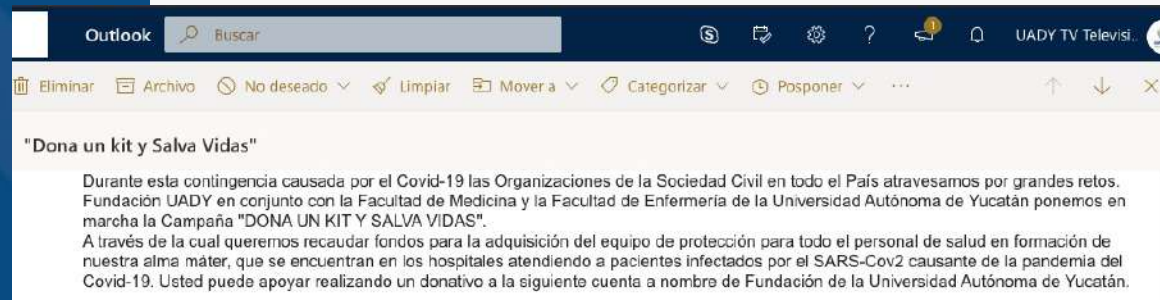 Outlook Buscar UADY TV Televisi..
Eliminar Archivo No deseado Limpiar Mover a Categorizar Posponer ...
"Dona un kit y Salva Vidas"
Durante esta contingencia causada por el Covid-19 las Organizaciones de la Sociedad Civil en todo el País atravesamos por grandes retos.
Fundación UADY en conjunto con la Facultad de Medicina y la Facultad de Enfermería de la Universidad Autónoma de Yucatán ponemos en
marcha la Campaña "DONA UN KIT Y SALVA VIDAS".
A través de la cual queremos recaudar fondos para la adquisición del equipo de protección para todo el personal de salud en formación de
nuestra alma máter, que se encuentran en los hospitales atendiendo a pacientes infectados por el SARS-Cov2 causante de la pandemia del
Covid-19. Usted puede apoyar realizando un donativo a la siguiente cuenta a nombre de Fundación de la Universidad Autónoma de Yucatán.